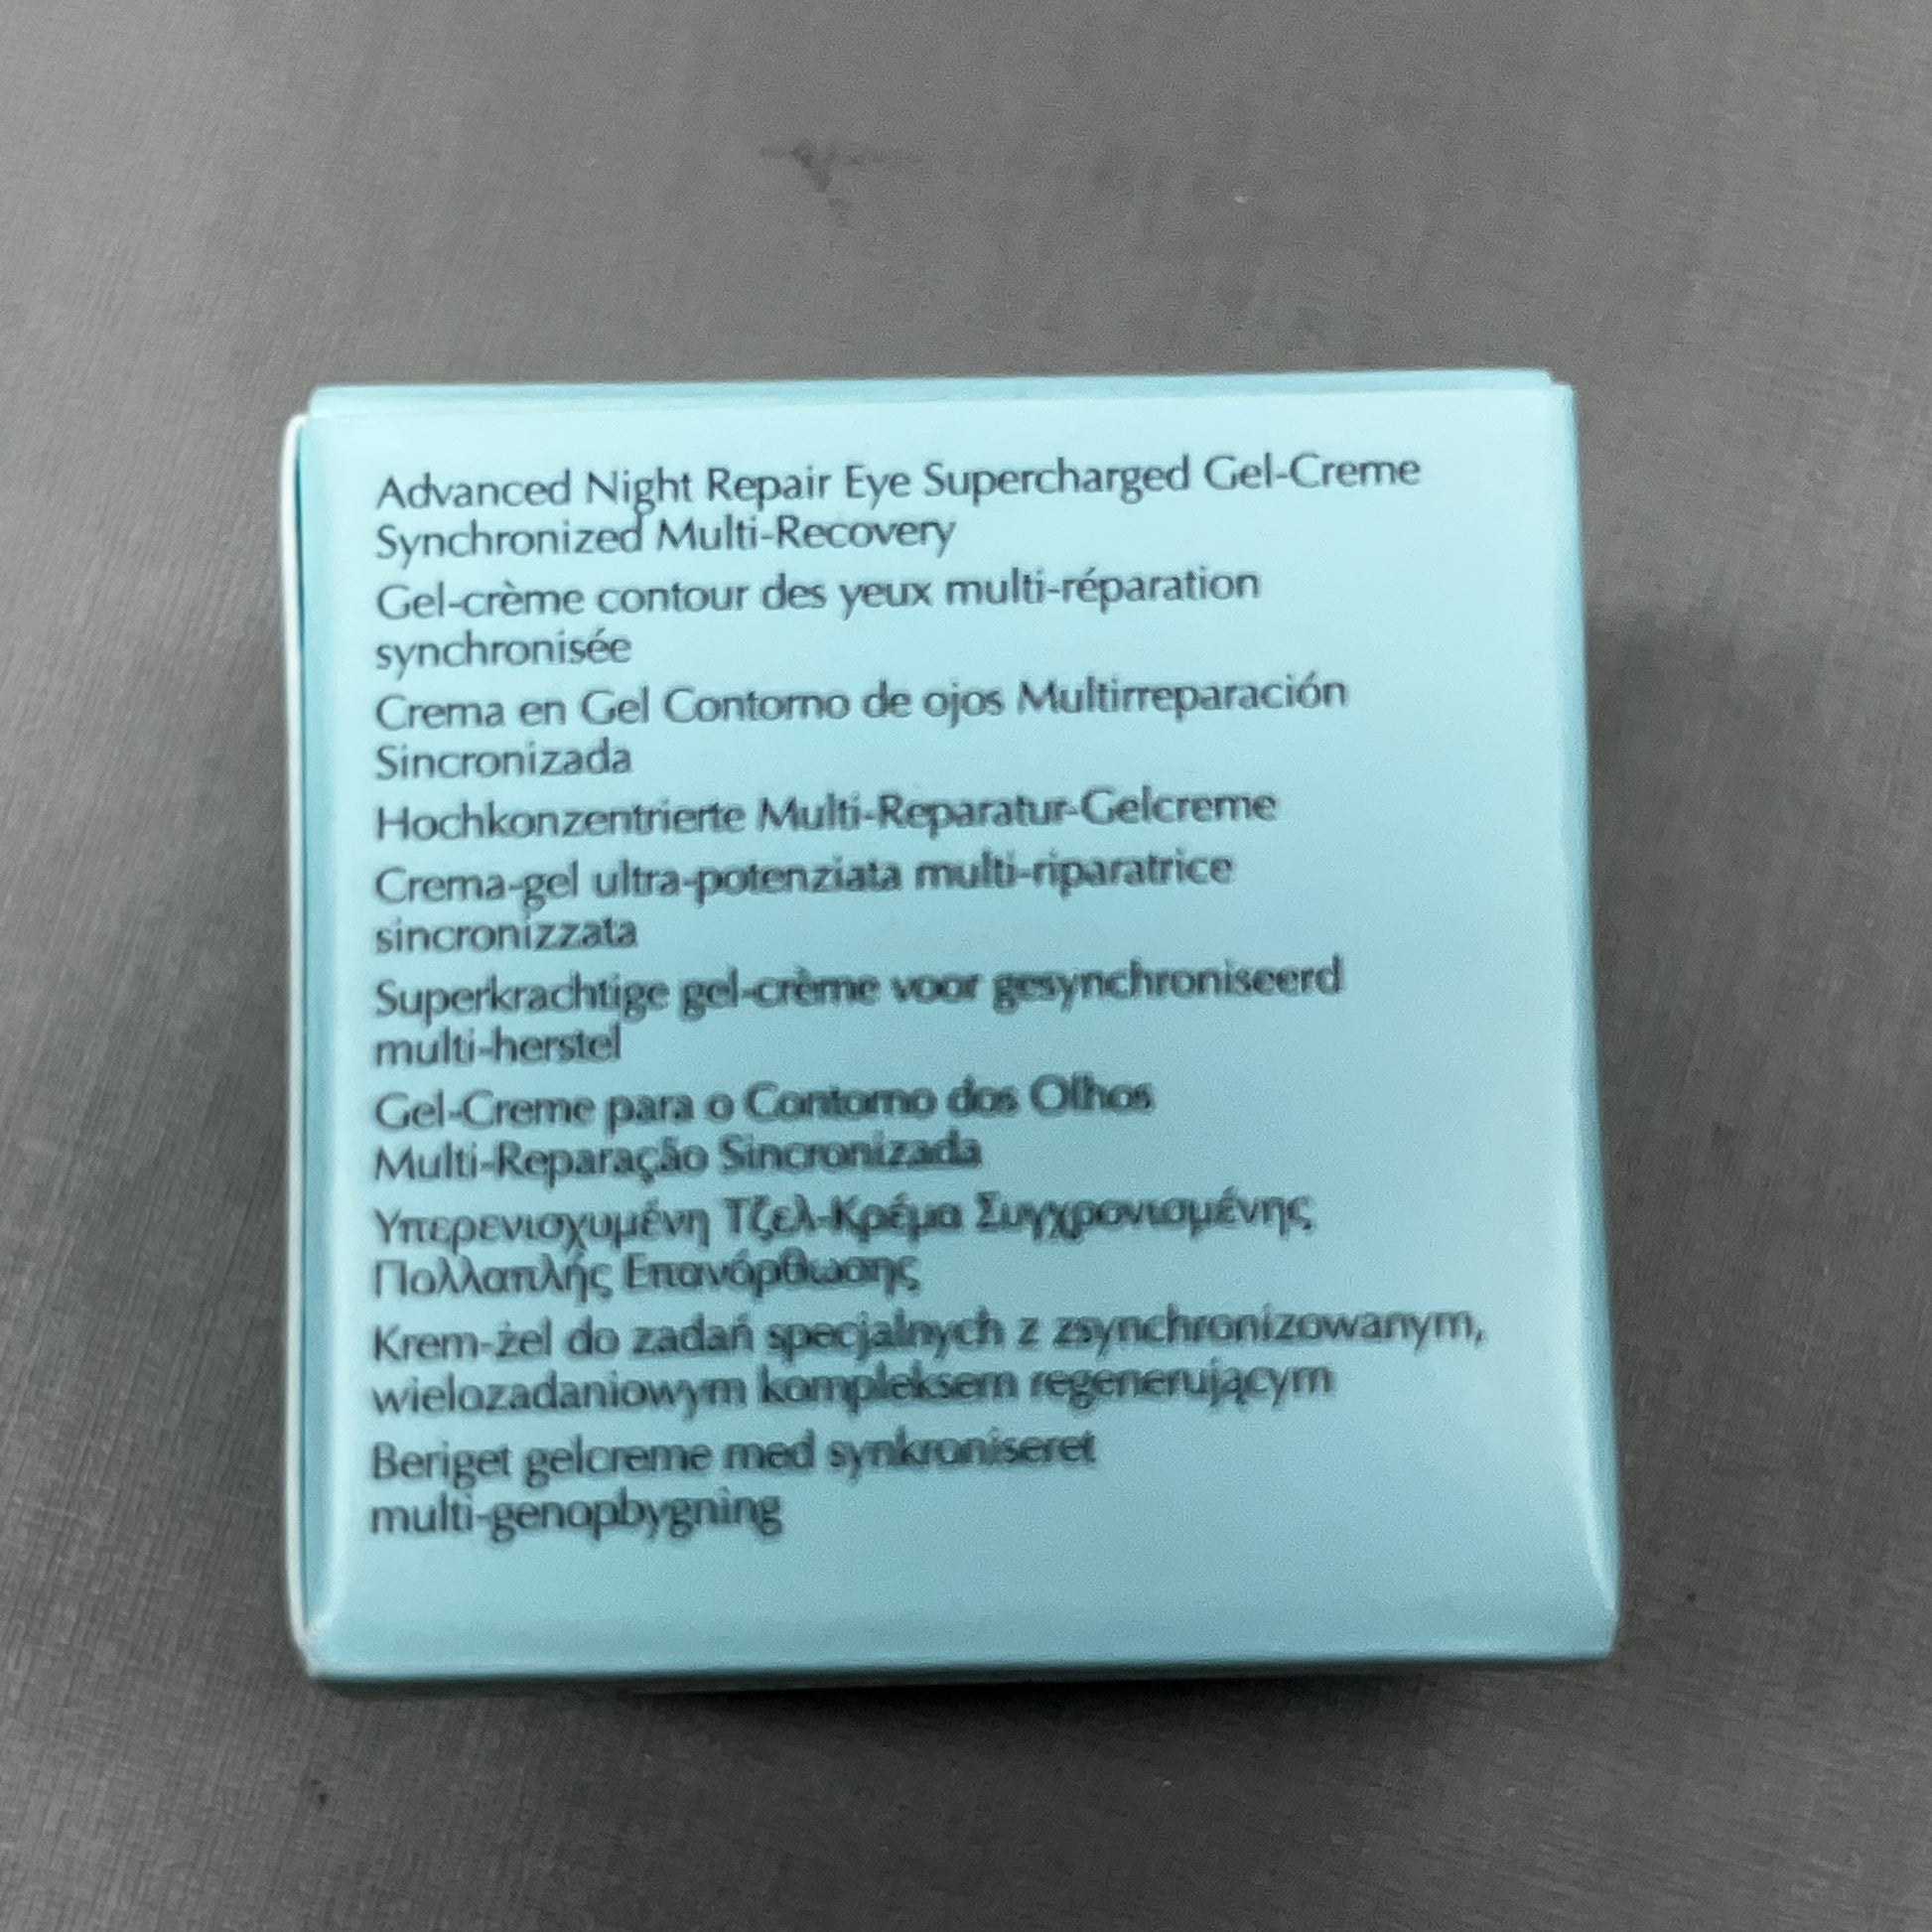 Advanced Night Repair Eye Supercharged Gel-Creme
Synchronized Multi-Recovery
Gel-crème contour des yeux multi-réparation
synchronisée
Crema en Gel Contorno de ojos Multirreparación
Sincronizada
Hochkonzentrierte Multi-Reparatur-Gelcreme
Crema-gel ultra-potenziata multi-riparatrice
sincronizzata
Superkrachtige gel-crème voor gesynchroniseerd
multi-herstel
Gel-Creme para o Contorno dos Olhos
Multi-Reparação Sincronizada
Υπερενισχυμένη Τζελ-Κρέμα Συγχρονισμένης
Πολλαπλής Επανόρθωσης
Krem-żel do zadań specjalnych z zsynchronizowanym,
wielozadaniowym kompleksem regenerującym
Beriget gelcreme med synkroniseret
multi-genopbygning